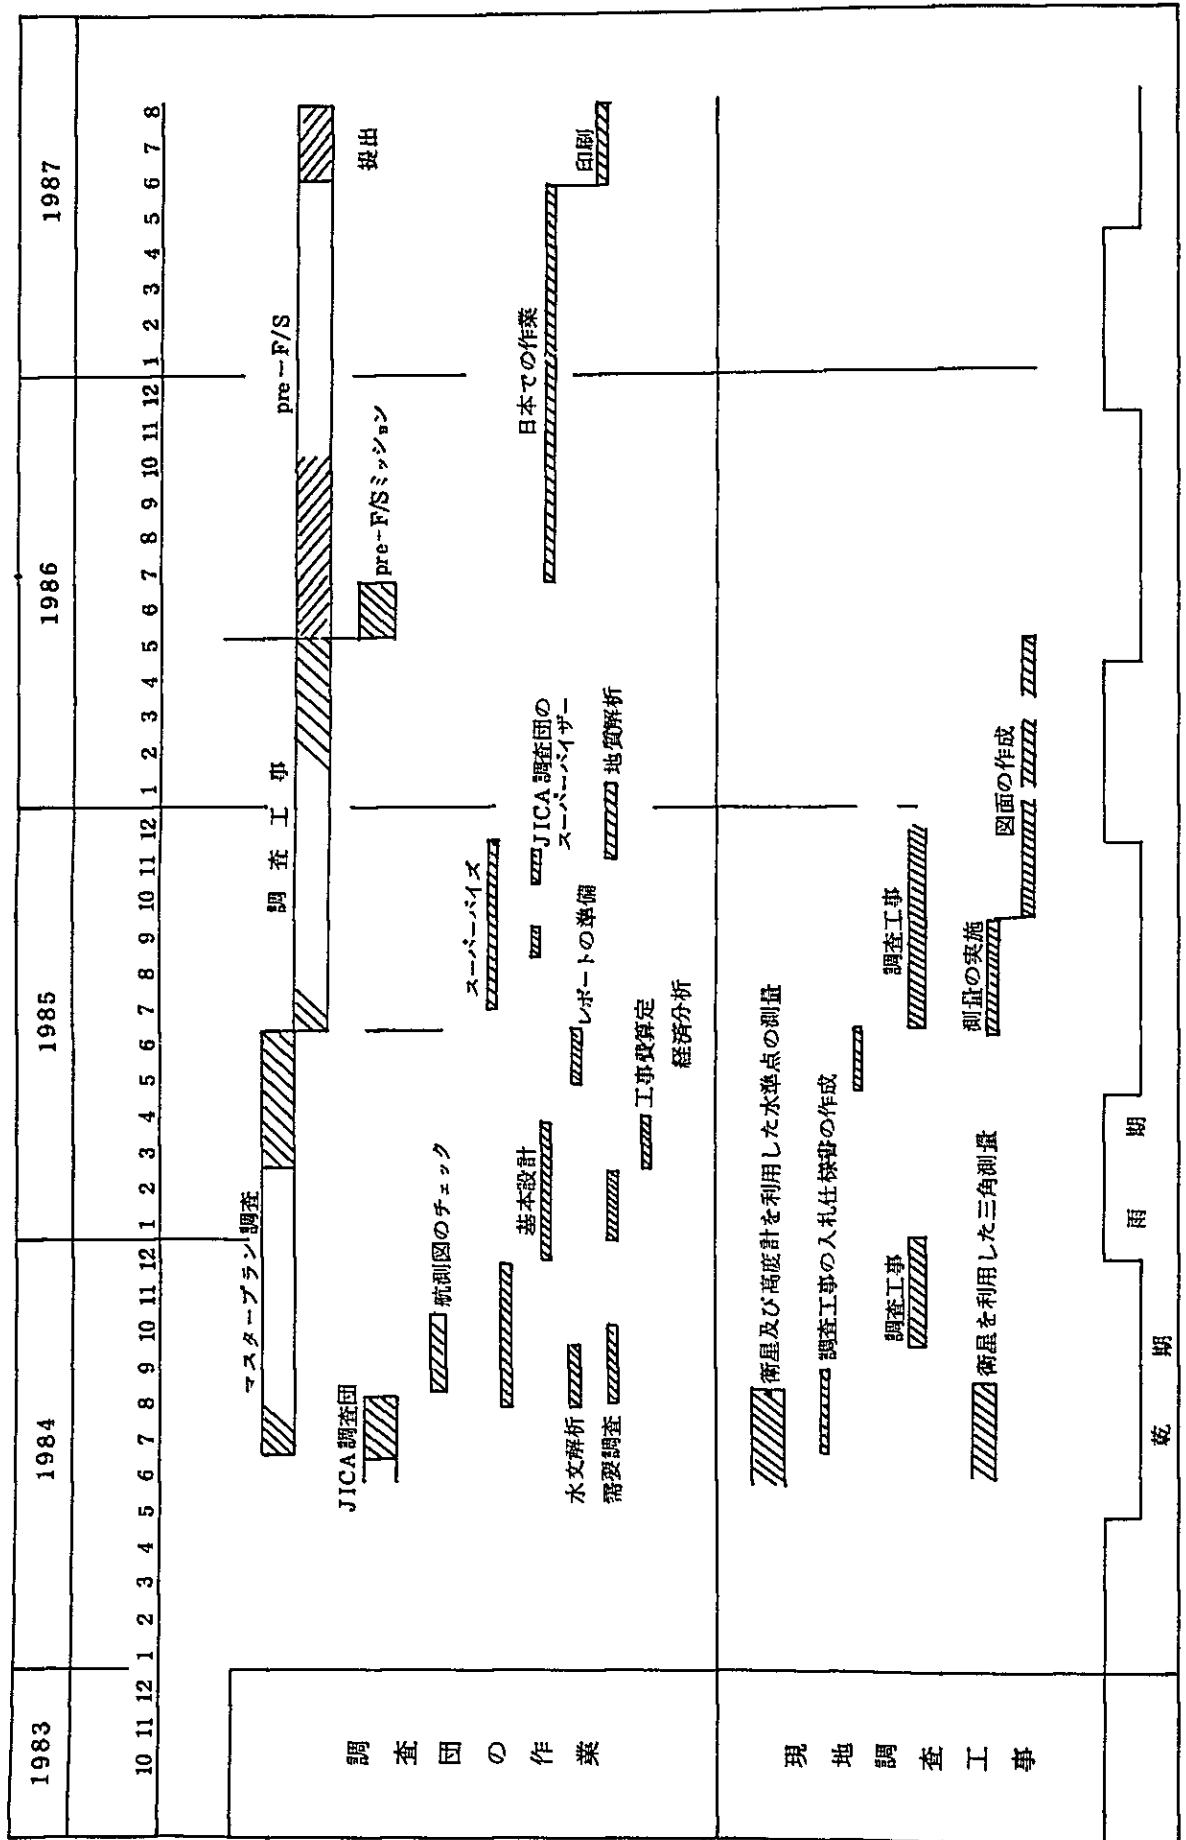 1983 1984 1985 1986 1987
10 11 12 1 2 3 4 5 6 7 8 9 10 11 12 1 2 3 4 5 6 7 8 9 10 11 12 1 2 3 4 5 6 7 8 9 10 11 12 1 2 3 4 5 6 7 8
調査団の作業
マスタープラン調査
調査工事
pre-F/S
JICA調査団
pre-F/Sミッション
提出
航測図のチェック
スーパーバイズ
基本設計
JICA調査団の
スーパーバイザー
日本での作業
水文解析
レポートの準備
需要調査
地質解析
印刷
工事費算定
経済分析
現地調査工事
衛星及び高度計を利用した水準点の測量
調査工事の入札仕様書の作成
調査工事
調査工事
衛星を利用した三角測量
測量の実施
図面の作成
雨期
乾期